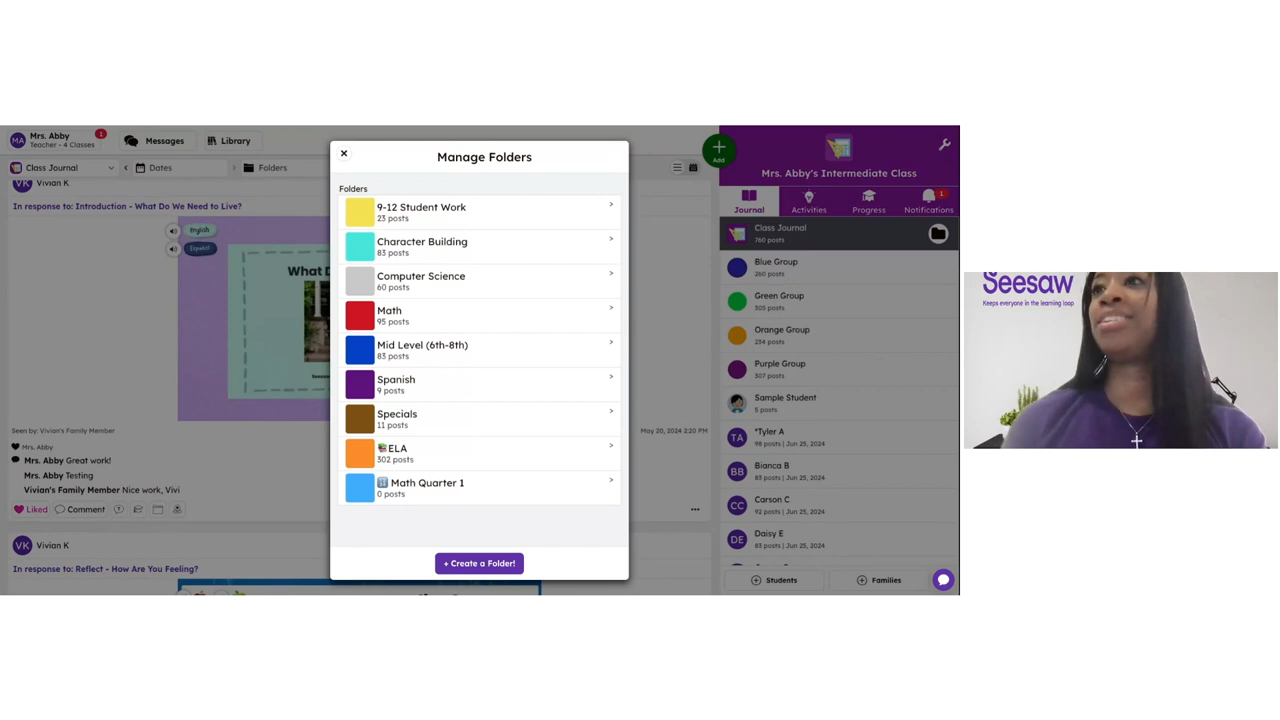 MA
Mrs. Abby
Teacher - 4 Classes
1
Messages
Library
Class Journal
Dates
Folders
VK
Vivian K
In response to: Introduction - What Do We Need to Live?
English
Español
What D
Seen by: Vivian's Family Member
May 20, 2024 2:20 PM
Mrs. Abby
Mrs. Abby Great work!
Mrs. Abby Testing
Vivian's Family Member Nice work, Vivi
Liked
Comment
VK
Vivian K
In response to: Reflect - How Are You Feeling?
Manage Folders
Folders
9-12 Student Work
23 posts
Character Building
83 posts
Computer Science
60 posts
Math
95 posts
Mid Level (6th-8th)
83 posts
Spanish
9 posts
Specials
11 posts
ELA
302 posts
Math Quarter 1
0 posts
+ Create a Folder!
Add
Mrs. Abby's Intermediate Class
Journal
Activities
Progress
Notifications
1
Class Journal
760 posts
Blue Group
260 posts
Green Group
305 posts
Orange Group
234 posts
Purple Group
307 posts
Sample Student
5 posts
TA
*Tyler A
98 posts | Jun 25, 2024
BB
Bianca B
83 posts | Jun 25, 2024
CC
Carson C
92 posts | Jun 25, 2024
DE
Daisy E
83 posts | Jun 25, 2024
Students
Families
Seesaw
Keeps everyone in the learning loop